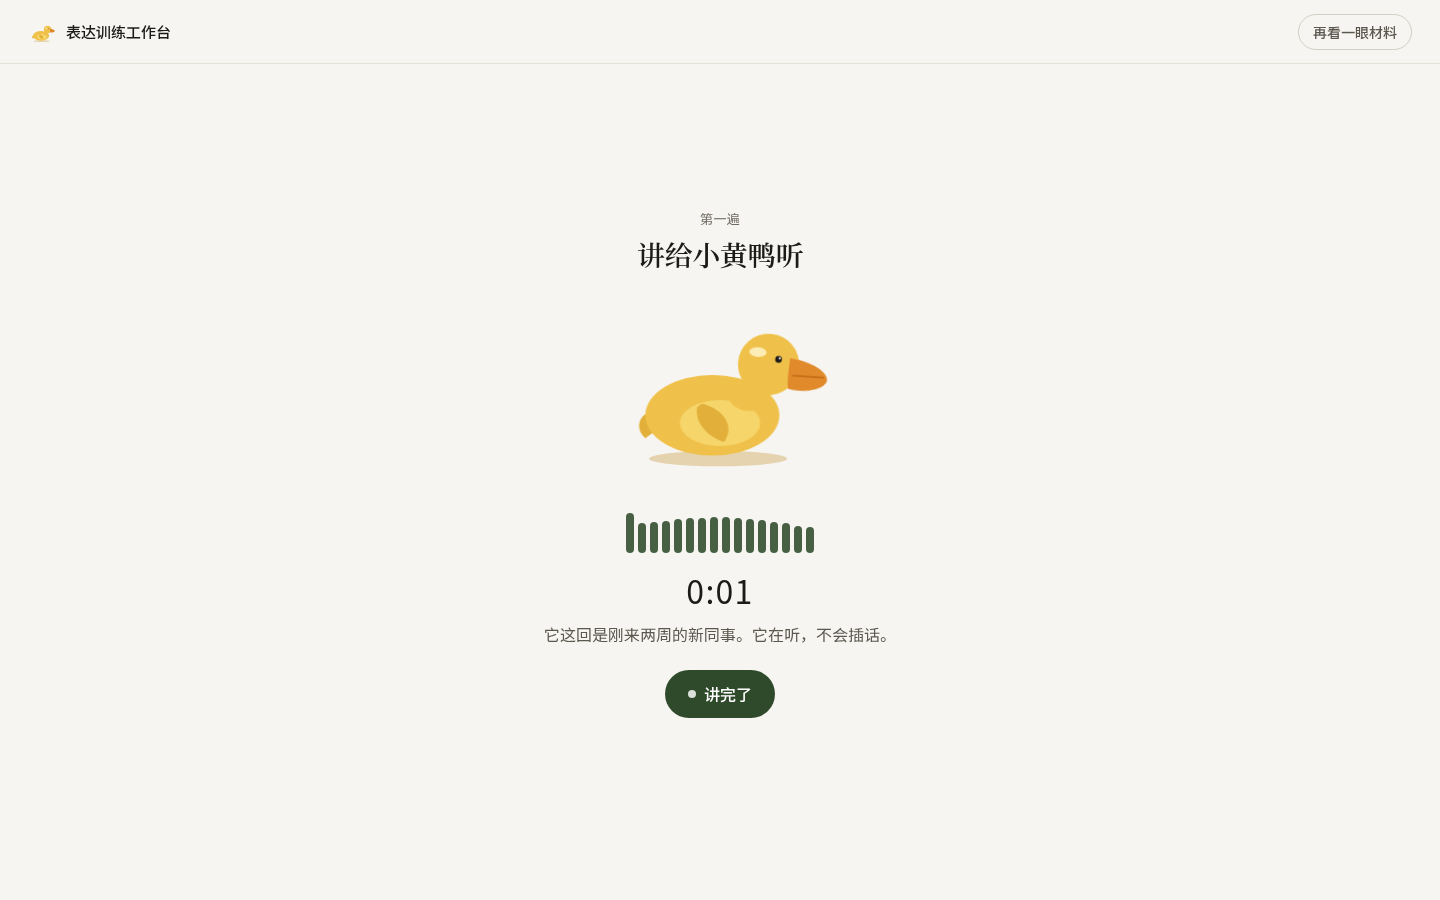 表达训练工作台
再看一眼材料
第一遍
讲给小黄鸭听
0:01
它这回是刚来两周的新同事。它在听，不会插话。
讲完了